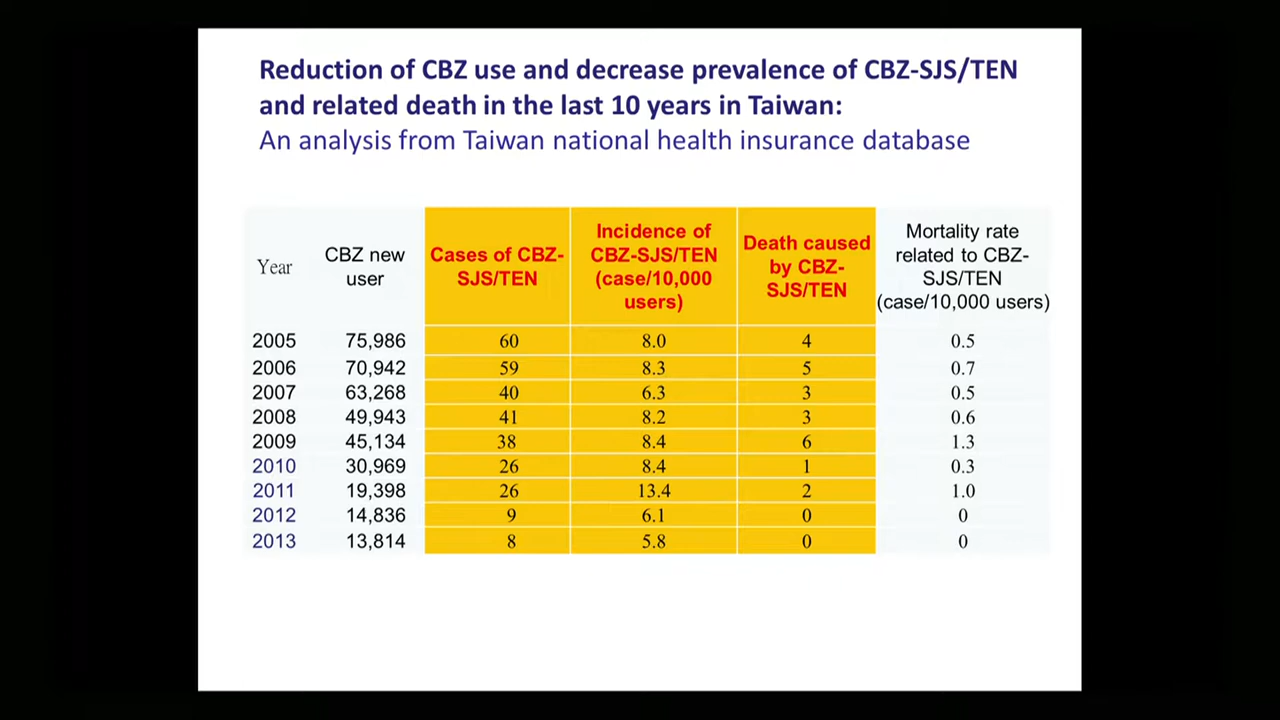 Reduction of CBZ use and decrease prevalence of CBZ-SJS/TEN
and related death in the last 10 years in Taiwan:
An analysis from Taiwan national health insurance database
Year
CBZ new
user
Cases of CBZ-
SJS/TEN
Incidence of
CBZ-SJS/TEN
(case/10,000
users)
Death caused
by CBZ-
SJS/TEN
Mortality rate
related to CBZ-
SJS/TEN
(case/10,000 users)
2005 75,986 60 8.0 4 0.5
2006 70,942 59 8.3 5 0.7
2007 63,268 40 6.3 3 0.5
2008 49,943 41 8.2 3 0.6
2009 45,134 38 8.4 6 1.3
2010 30,969 26 8.4 1 0.3
2011 19,398 26 13.4 2 1.0
2012 14,836 9 6.1 0 0
2013 13,814 8 5.8 0 0